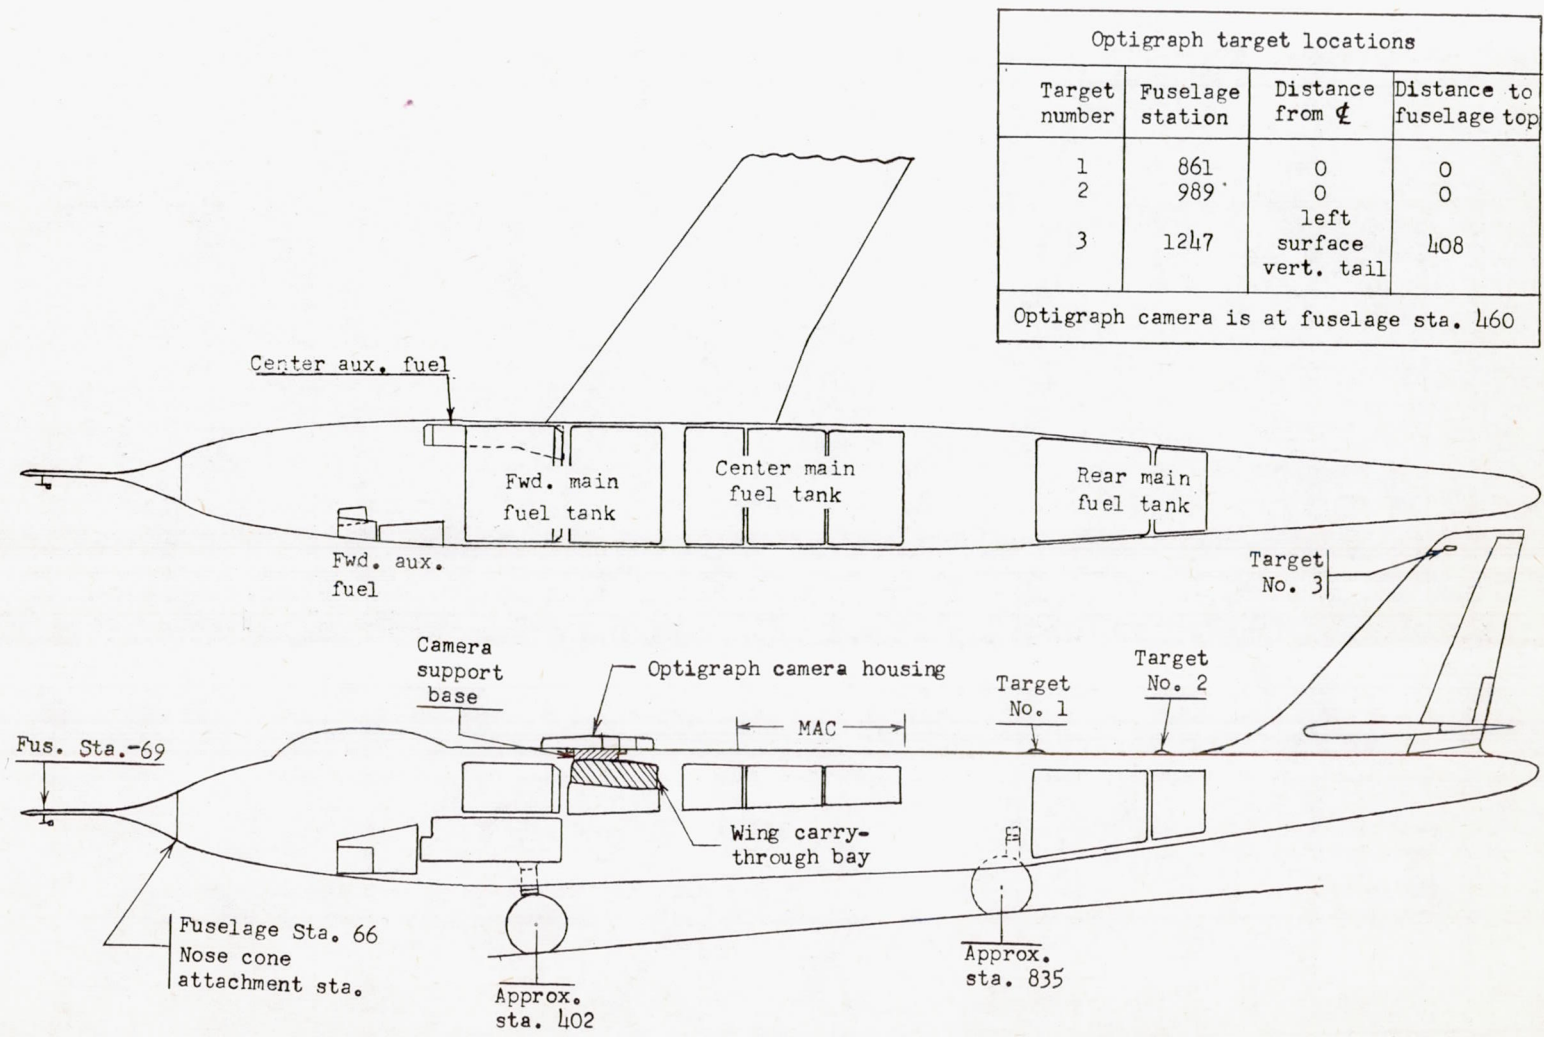 Optigraph target locations
Target number
Fuselage station
Distance from ℄
Distance to fuselage top
1 861 0 0
2 989 0 0
3 1247 left surface vert. tail 408
Optigraph camera is at fuselage sta. 460
Center aux. fuel
Fwd. main
fuel tank
Center main
fuel tank
Rear main
fuel tank
Fwd. aux.
fuel
Target
No. 3
Camera
support
base
Optigraph camera housing
MAC
Target
No. 1
Target
No. 2
Fus. Sta.-69
Wing carry-
through bay
Fuselage Sta. 66
Nose cone
attachment sta.
Approx.
sta. 402
Approx.
sta. 835